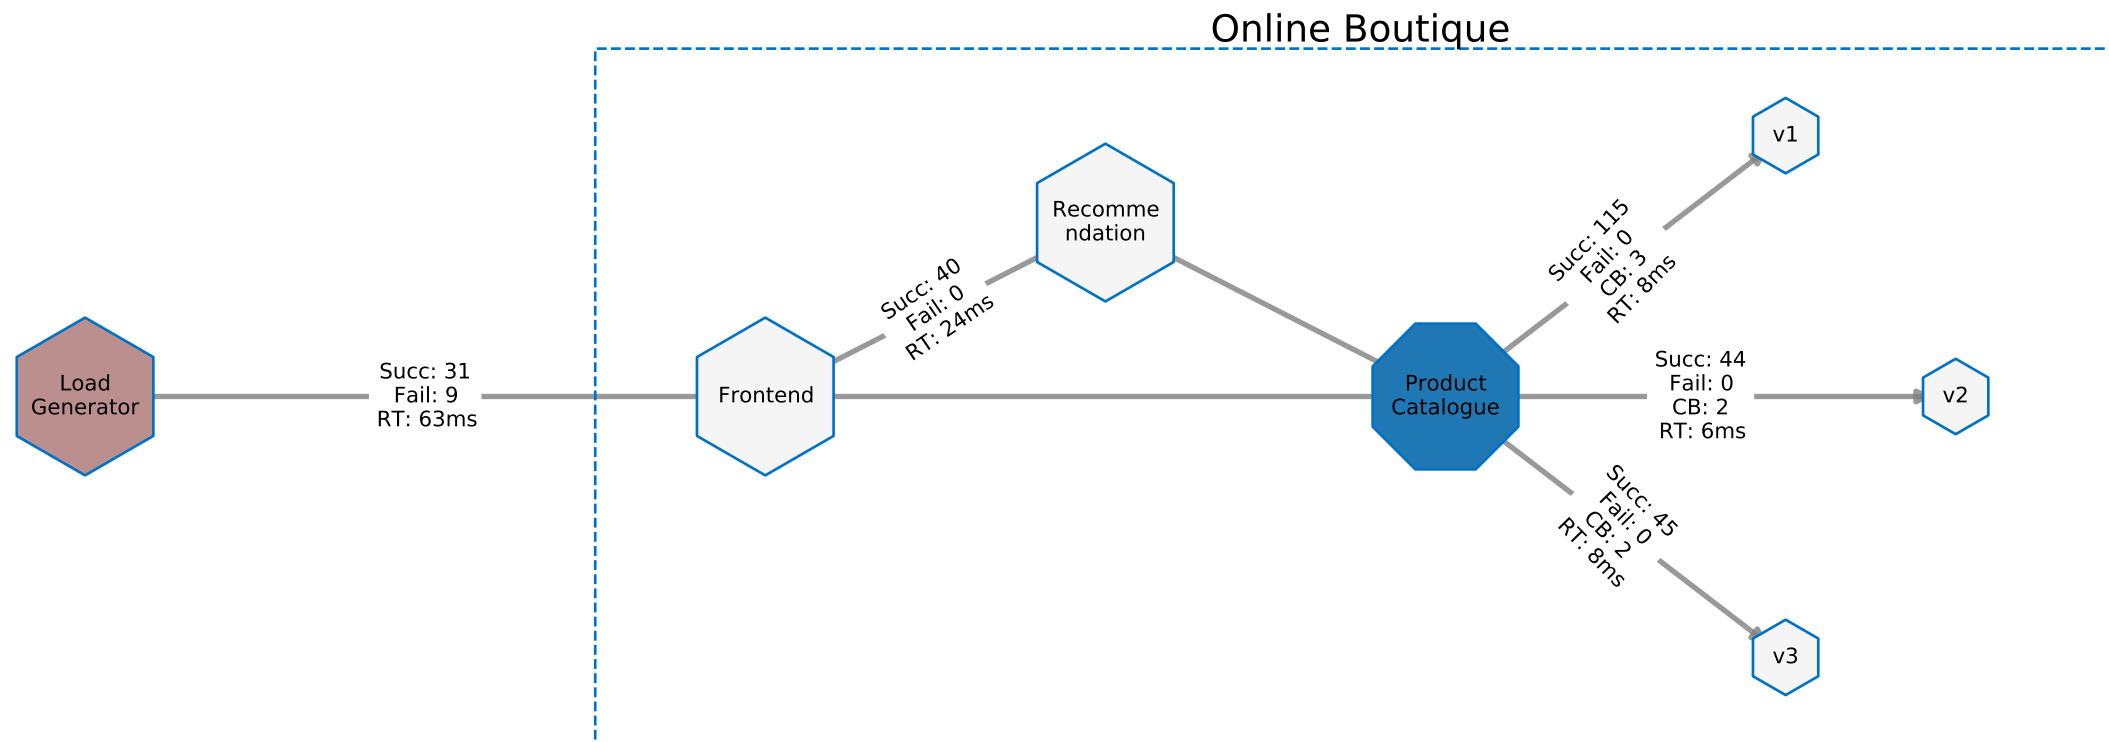 Online Boutique
Load
Generator
Succ: 31
Fail: 9
RT: 63ms
Frontend
Succ: 40
Fail: 0
RT: 24ms
Recomme
ndation
Product
Catalogue
Succ: 115
Fail: 0
CB: 3
RT: 8ms
v1
Succ: 44
Fail: 0
CB: 2
RT: 6ms
v2
Succ: 45
Fail: 0
CB: 2
RT: 8ms
v3